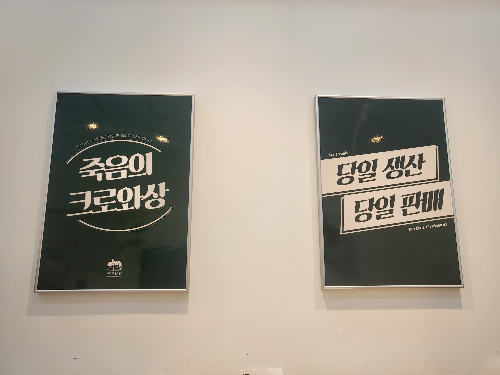 죽음의
크로와상
당일 생산
당일 판매